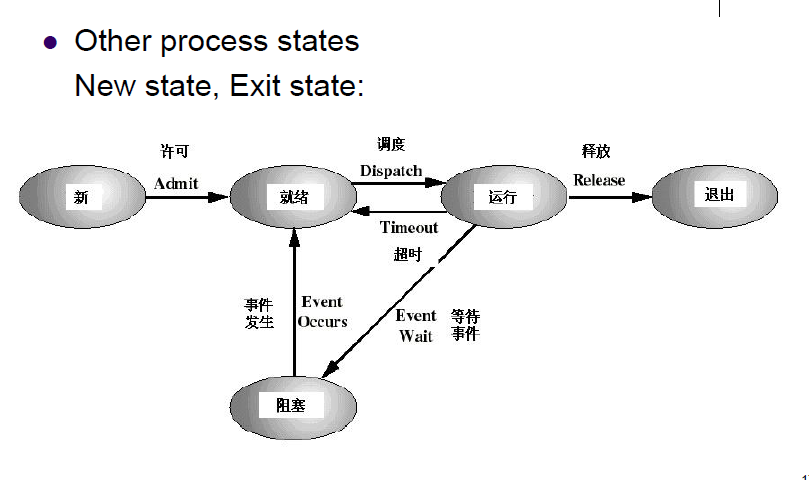 Other process states
New state, Exit state:
许可
Admit
调度
Dispatch
释放
Release
新
就绪
运行
退出
Timeout
超时
事件
发生
Event
Occurs
Event
Wait
等待
事件
阻塞